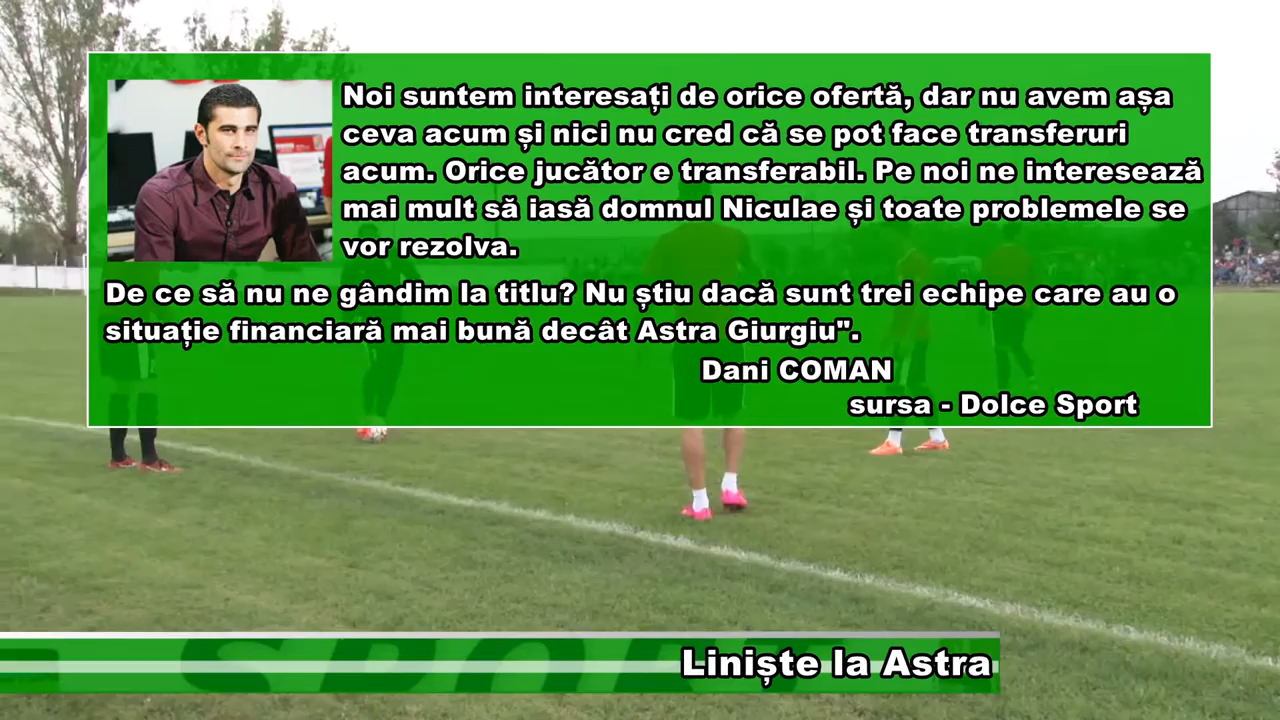 Noi suntem interesați de orice ofertă, dar nu avem așa
ceva acum și nici nu cred că se pot face transferuri
acum. Orice jucător e transferabil. Pe noi ne interesează
mai mult să iasă domnul Niculae și toate problemele se
vor rezolva.
De ce să nu ne gândim la titlu? Nu știu dacă sunt trei echipe care au o
situație financiară mai bună decât Astra Giurgiu".
Dani COMAN
sursa - Dolce Sport
SPORT
Liniște la Astra